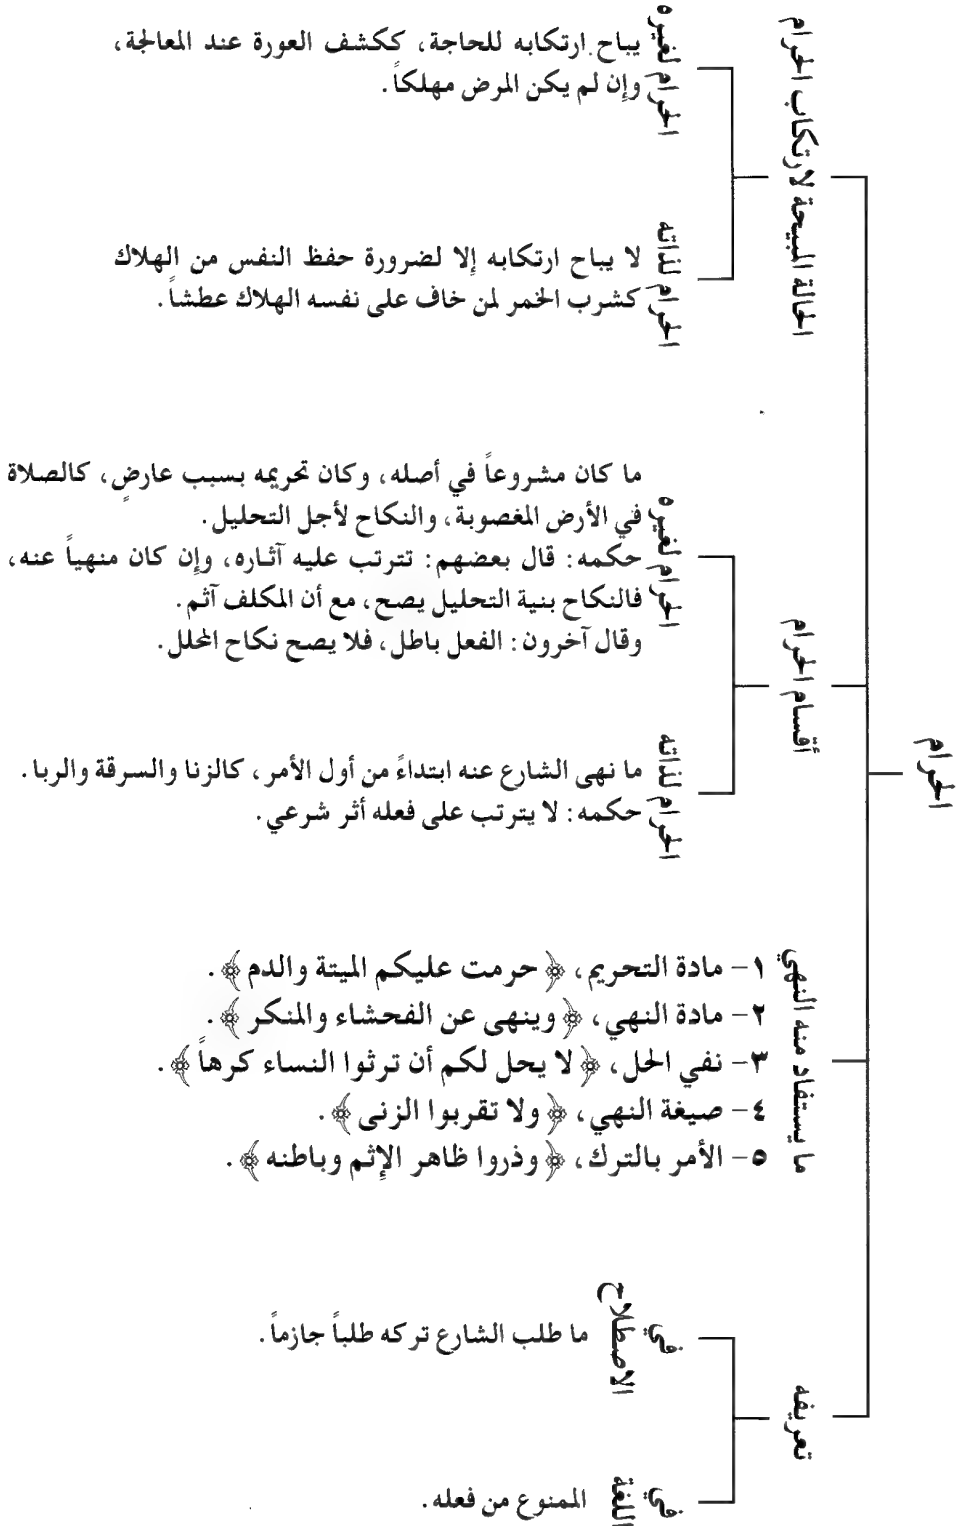 الحرام
الحالة المبيحة لارتكاب الحرام
الحرام لغيره
يباح ارتكابه للحاجة، ككشف العورة عند المعالجة،
وإن لم يكن المرض مهلكاً.
الحرام لذاته
لا يباح ارتكابه إلا لضرورة حفظ النفس من الهلاك
كشرب الخمر لمن خاف على نفسه الهلاك عطشاً.
أقسام الحرام
الحرام لغيره
ما كان مشروعاً في أصله، وكان تحريمه بسبب عارضٍ، كالصلاة
في الأرض المغصوبة، والنكاح لأجل التحليل.
حكمه: قال بعضهم: تترتب عليه آثاره، وإن كان منهياً عنه،
فالنكاح بنية التحليل يصح، مع أن المكلف آثم.
وقال آخرون: الفعل باطل، فلا يصح نكاح المحلل.
الحرام لذاته
ما نهى الشارع عنه ابتداءً من أول الأمر، كالزنا والسرقة والربا.
حكمه: لا يترتب على فعله أثر شرعي.
ما يستفاد منه النهي
١- مادة التحريم، ﴿حرمت عليكم الميتة والدم﴾.
٢- مادة النهي، ﴿وينهى عن الفحشاء والمنكر﴾.
٣- نفي الحل، ﴿لا يحل لكم أن ترثوا النساء كرهاً﴾.
٤- صيغة النهي، ﴿ولا تقربوا الزنى﴾.
٥- الأمر بالترك، ﴿وذروا ظاهر الإثم وباطنه﴾.
تعريفه
في
الاصطلاح
ما طلب الشارع تركه طلباً جازماً.
في
اللغة
الممنوع من فعله.